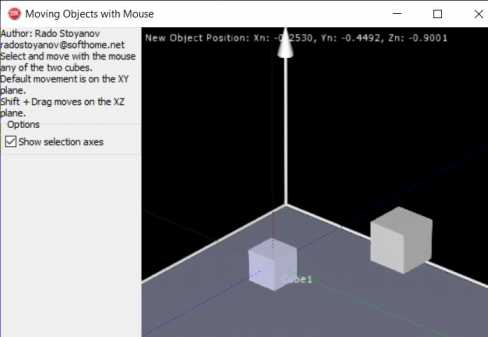 Moving Objects with Mouse
Author: Rado Stoyanov
radostoyanov@softhome.net
Select and move with the mouse
any of the two cubes.
Default movement is on the XY
plane.
Shift + Drag moves on the XZ
plane.
Options
Show selection axes
New Object Position: Xn: -0.2530, Yn: -0.4492, Zn: -0.9001
Cube1